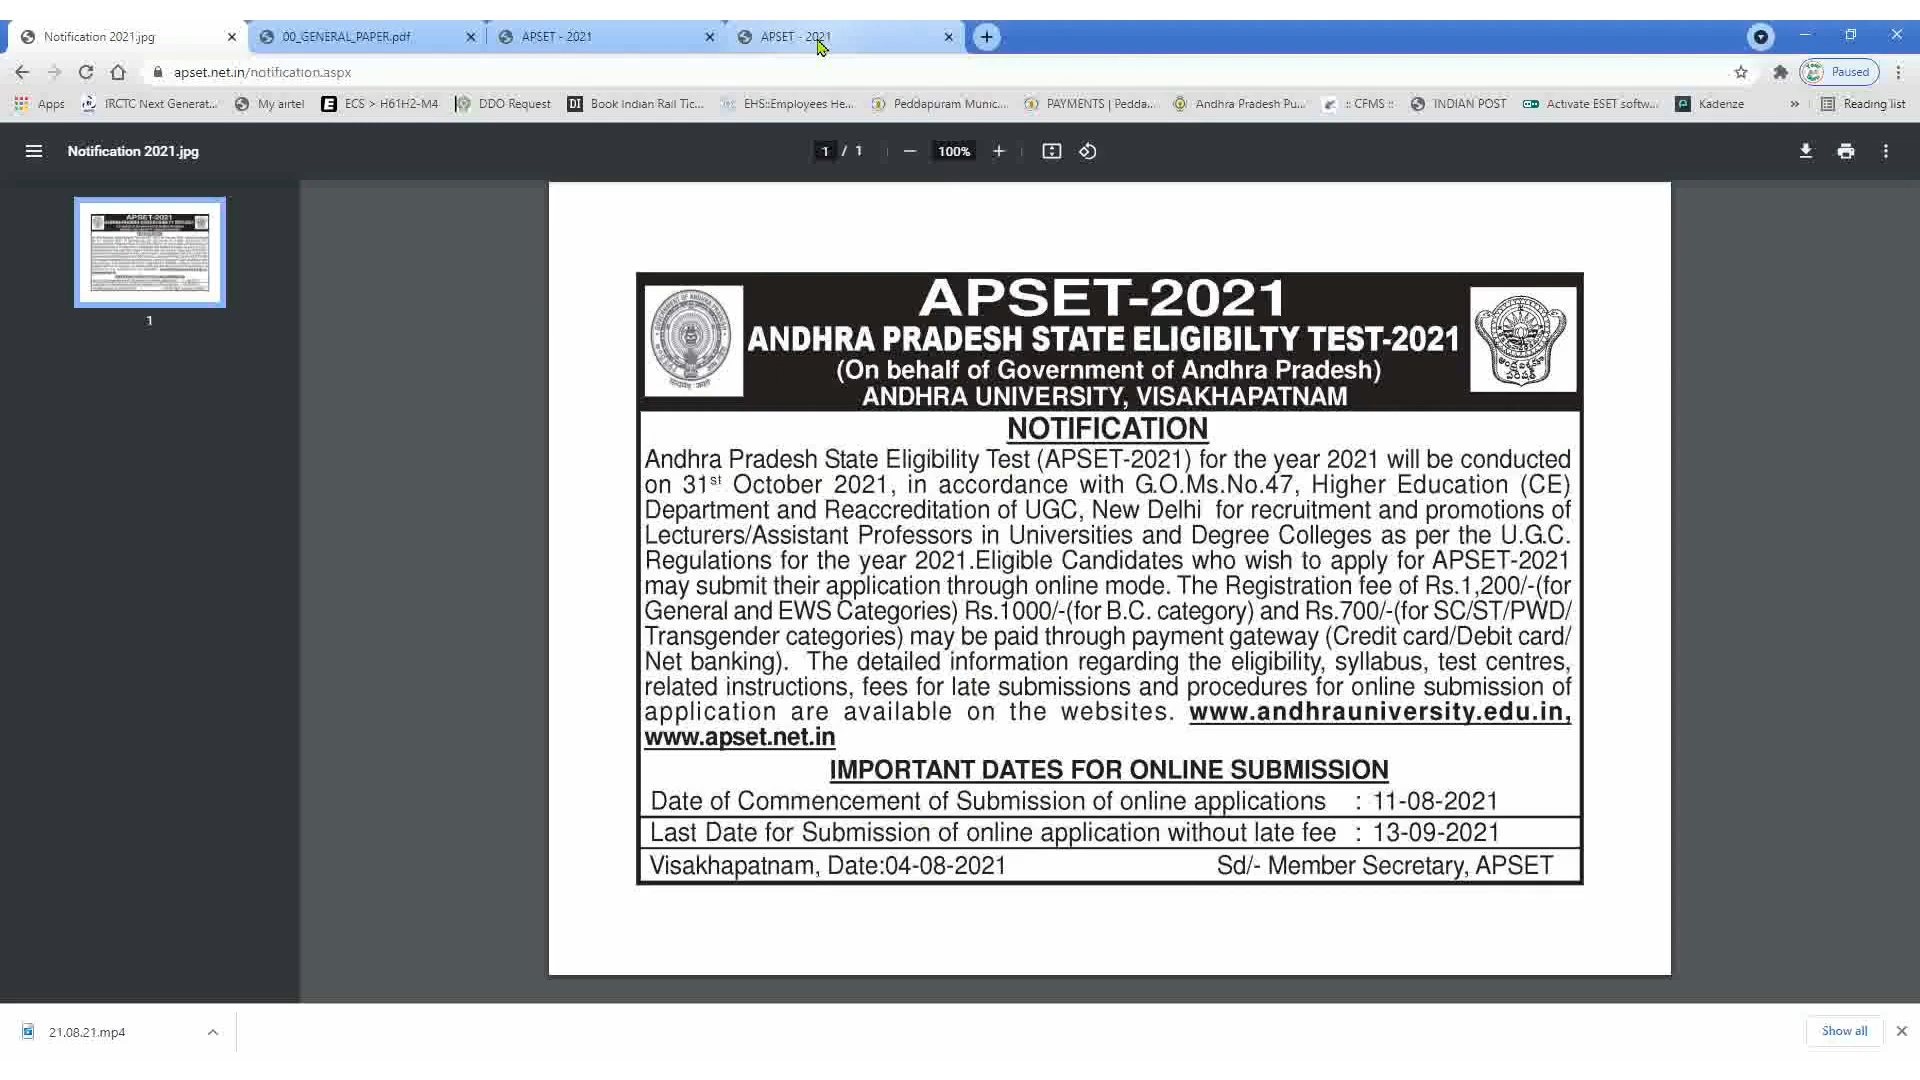 Notification 2021.jpg
00_GENERAL_PAPER.pdf
APSET - 2021
APSET - 2021
apset.net.in/notification.aspx
Paused
Apps
IRCTC Next Generat...
My airtel
ECS > H61H2-M4
DDO Request
Book Indian Rail Tic...
EHS::Employees He...
Peddapuram Munic...
PAYMENTS | Pedda...
Andhra Pradesh Pu...
:: CFMS ::
INDIAN POST
Activate ESET softw...
Kadenze
»
Reading list
Notification 2021.jpg
1 / 1
100%
1
APSET-2021
ANDHRA PRADESH STATE ELIGIBILTY TEST-2021
(On behalf of Government of Andhra Pradesh)
ANDHRA UNIVERSITY, VISAKHAPATNAM
NOTIFICATION
Andhra Pradesh State Eligibility Test (APSET-2021) for the year 2021 will be conducted
on 31st October 2021, in accordance with G.O.Ms.No.47, Higher Education (CE)
Department and Reaccreditation of UGC, New Delhi for recruitment and promotions of
Lecturers/Assistant Professors in Universities and Degree Colleges as per the U.G.C.
Regulations for the year 2021.Eligible Candidates who wish to apply for APSET-2021
may submit their application through online mode. The Registration fee of Rs.1,200/-(for
General and EWS Categories) Rs.1000/-(for B.C. category) and Rs.700/-(for SC/ST/PWD/
Transgender categories) may be paid through payment gateway (Credit card/Debit card/
Net banking). The detailed information regarding the eligibility, syllabus, test centres,
related instructions, fees for late submissions and procedures for online submission of
application are available on the websites. www.andhrauniversity.edu.in,
www.apset.net.in
IMPORTANT DATES FOR ONLINE SUBMISSION
Date of Commencement of Submission of online applications : 11-08-2021
Last Date for Submission of online application without late fee : 13-09-2021
Visakhapatnam, Date:04-08-2021 Sd/- Member Secretary, APSET
21.08.21.mp4
Show all